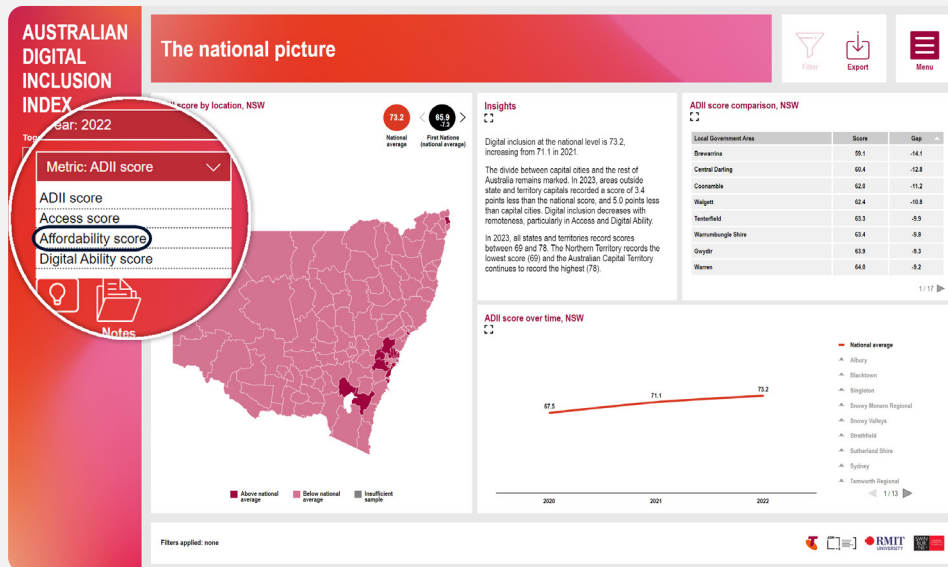 AUSTRALIAN
DIGITAL
INCLUSION
INDEX
The national picture
Filter
Export
Menu
Year: 2022
Metric: ADII score
ADII score
Access score
Affordability score
Digital Ability score
Notes
score by location, NSW
73.2
National
average
65.9
-7.3
First Nations
(national average)
Above national
average
Below national
average
Insufficient
sample
Insights
Digital inclusion at the national level is 73.2,
increasing from 71.1 in 2021.
The divide between capital cities and the rest of
Australia remains marked. In 2023, areas outside
state and territory capitals recorded a score of 3.4
points less than the national score, and 5.0 points less
than capital cities. Digital inclusion decreases with
remoteness, particularly in Access and Digital Ability.
In 2023, all states and territories record scores
between 69 and 78. The Northern Territory records the
lowest score (69) and the Australian Capital Territory
continues to record the highest (78).
ADII score comparison, NSW
Local Government Area Score Gap
Brewarrina 59.1 -14.1
Central Darling 60.4 -12.8
Coonamble 62.0 -11.2
Walgett 62.4 -10.8
Tenterfield 63.3 -9.9
Warrumbungle Shire 63.4 -9.8
Gwydir 63.9 -9.3
Warren 64.0 -9.2
1 / 17
ADII score over time, NSW
67.5
71.1
73.2
2020
2021
2022
National average
Albury
Blacktown
Singleton
Snowy Monaro Regional
Snowy Valleys
Strathfield
Sutherland Shire
Sydney
Tamworth Regional
1 / 13
Filters applied: none
RMIT
UNIVERSITY